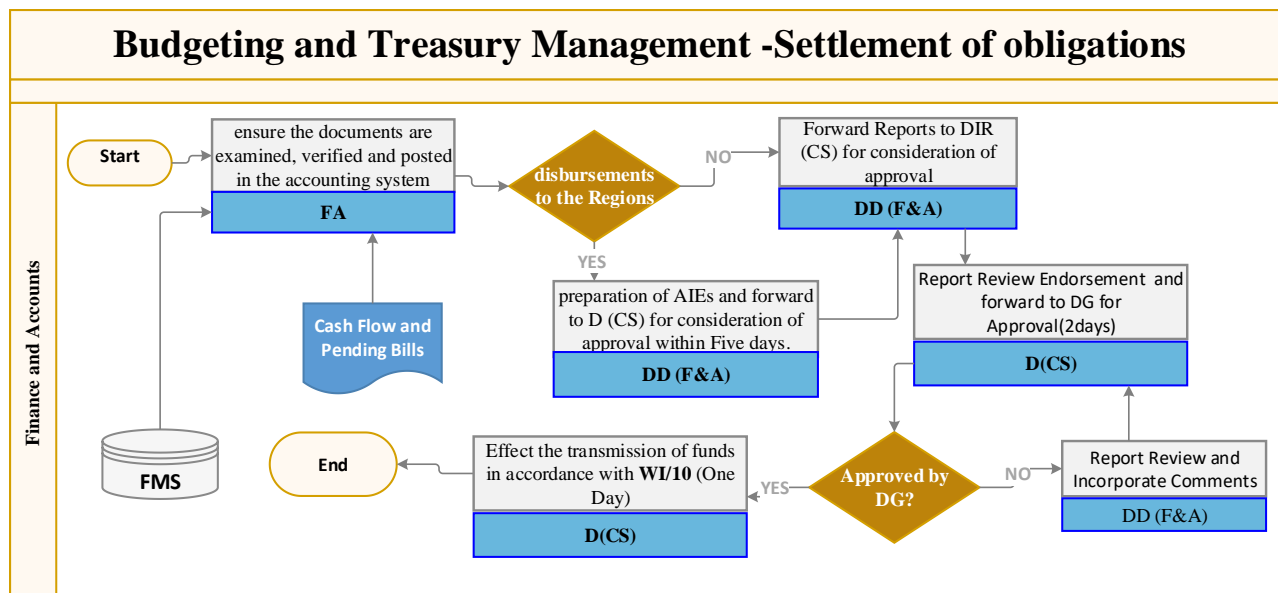 Budgeting and Treasury Management -Settlement of obligations
Finance and Accounts
Start
ensure the documents are
examined, verified and posted
in the accounting system
FA
disbursements
to the Regions
NO
Forward Reports to DIR
(CS) for consideration of
approval
DD (F&A)
YES
preparation of AIEs and forward
to D (CS) for consideration of
approval within Five days.
DD (F&A)
Report Review Endorsement  and
forward to DG for
Approval(2days)
D(CS)
Cash Flow and
Pending Bills
FMS
End
Effect the transmission of funds
in accordance with WI/10 (One
Day)
D(CS)
YES
Approved by
DG?
NO
Report Review and
Incorporate Comments
DD (F&A)